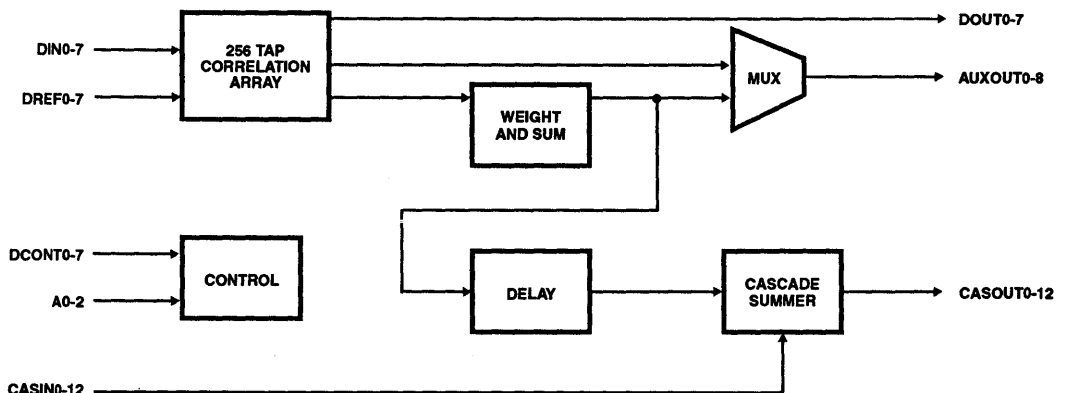 DOUT0-7
256 TAP
CORRELATION
ARRAY
DIN0-7
DREF0-7
MUX
AUXOUT0-8
WEIGHT
AND SUM
DCONT0-7
A0-2
CONTROL
DELAY
CASCADE
SUMMER
CASOUT0-12
CASIN0-12